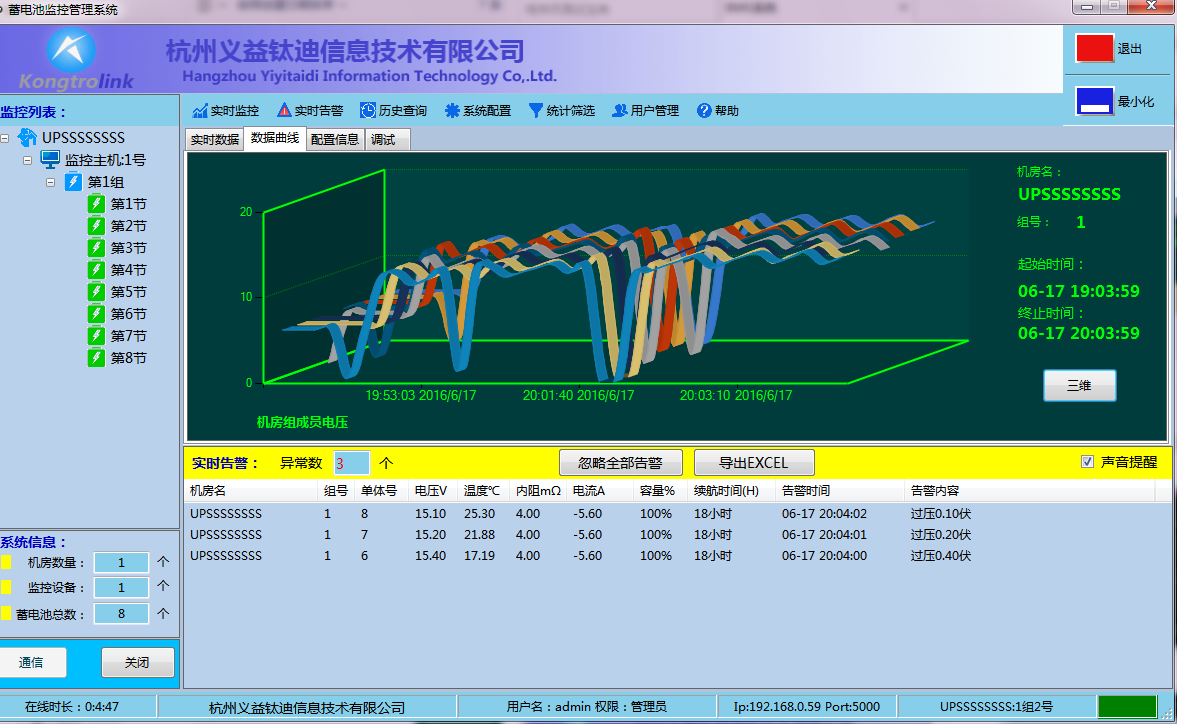 蓄电池监控管理系统
Kongtrolink
杭州义益钛迪信息技术有限公司
Hangzhou Yiyitaidi Information Technology Co,.Ltd.
退出
最小化
监控列表：
UPSSSSSSSS
监控主机:1号
第1组
第1节
第2节
第3节
第4节
第5节
第6节
第7节
第8节
实时监控 实时告警 历史查询 系统配置 统计筛选 用户管理 帮助
实时数据 数据曲线 配置信息 调试
20
10
0
19:53:03 2016/6/17 20:01:40 2016/6/17 20:03:10 2016/6/17
机房组成员电压
机房名：
UPSSSSSSSS
组号： 1
起始时间：
06-17 19:03:59
终止时间：
06-17 20:03:59
三维
实时告警： 异常数 3 个 忽略全部告警 导出EXCEL 声音提醒
机房名 组号 单体号 电压V 温度℃ 内阻mΩ 电流A 容量% 续航时间(H) 告警时间 告警内容
UPSSSSSSSS 1 8 15.10 25.30 4.00 -5.60 100% 18小时 06-17 20:04:02 过压0.10伏
UPSSSSSSSS 1 7 15.20 21.88 4.00 -5.60 100% 18小时 06-17 20:04:01 过压0.20伏
UPSSSSSSSS 1 6 15.40 17.19 4.00 -5.60 100% 18小时 06-17 20:04:00 过压0.40伏
系统信息：
机房数量： 1 个
监控设备： 1 个
蓄电池总数： 8 个
通信 关闭
在线时长：0:4:47 杭州义益钛迪信息技术有限公司 用户名：admin 权限：管理员 Ip:192.168.0.59 Port:5000 UPSSSSSSSS:1组2号